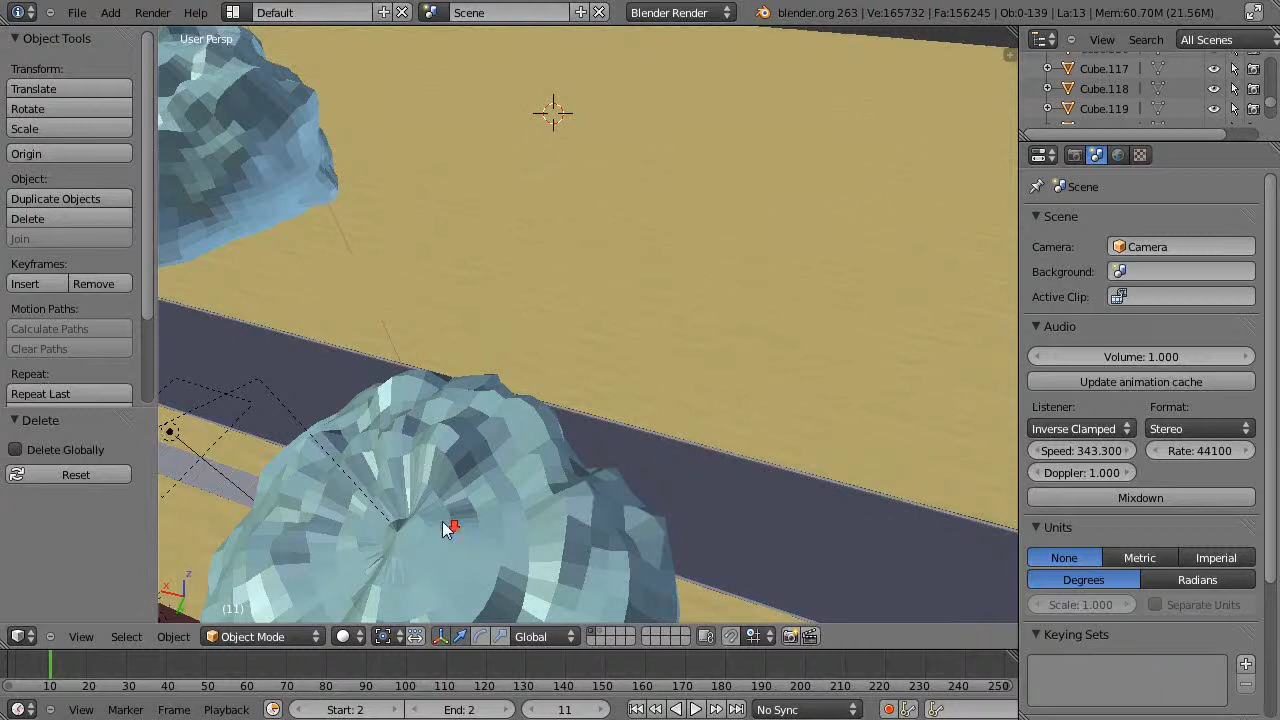 File Add Render Help Default Scene Blender Render blender.org 263 | Ve:165732 | Fa:156245 | Ob:0-139 | La:13 | Mem:60.70M (21.56M)
Object Tools
Transform:
Translate
Rotate
Scale
Origin
Object:
Duplicate Objects
Delete
Join
Keyframes:
Insert Remove
Motion Paths:
Calculate Paths
Clear Paths
Repeat:
Repeat Last
Delete
Delete Globally
Reset
User Persp
x
z
(11)
View Select Object Object Mode Global
View Search All Scenes
Cube.117
Cube.118
Cube.119
Scene
Scene
Camera: Camera
Background:
Active Clip:
Audio
Volume: 1.000
Update animation cache
Listener: Format:
Inverse Clamped Stereo
Speed: 343.300 Rate: 44100
Doppler: 1.000
Mixdown
Units
None Metric Imperial
Degrees Radians
Scale: 1.000 Separate Units
Keying Sets
10 20 30 40 50 60 70 80 90 100 110 120 130 140 150 160 170 180 190 200 210 220 230 240 250
View Marker Frame Playback Start: 2 End: 2 11 No Sync